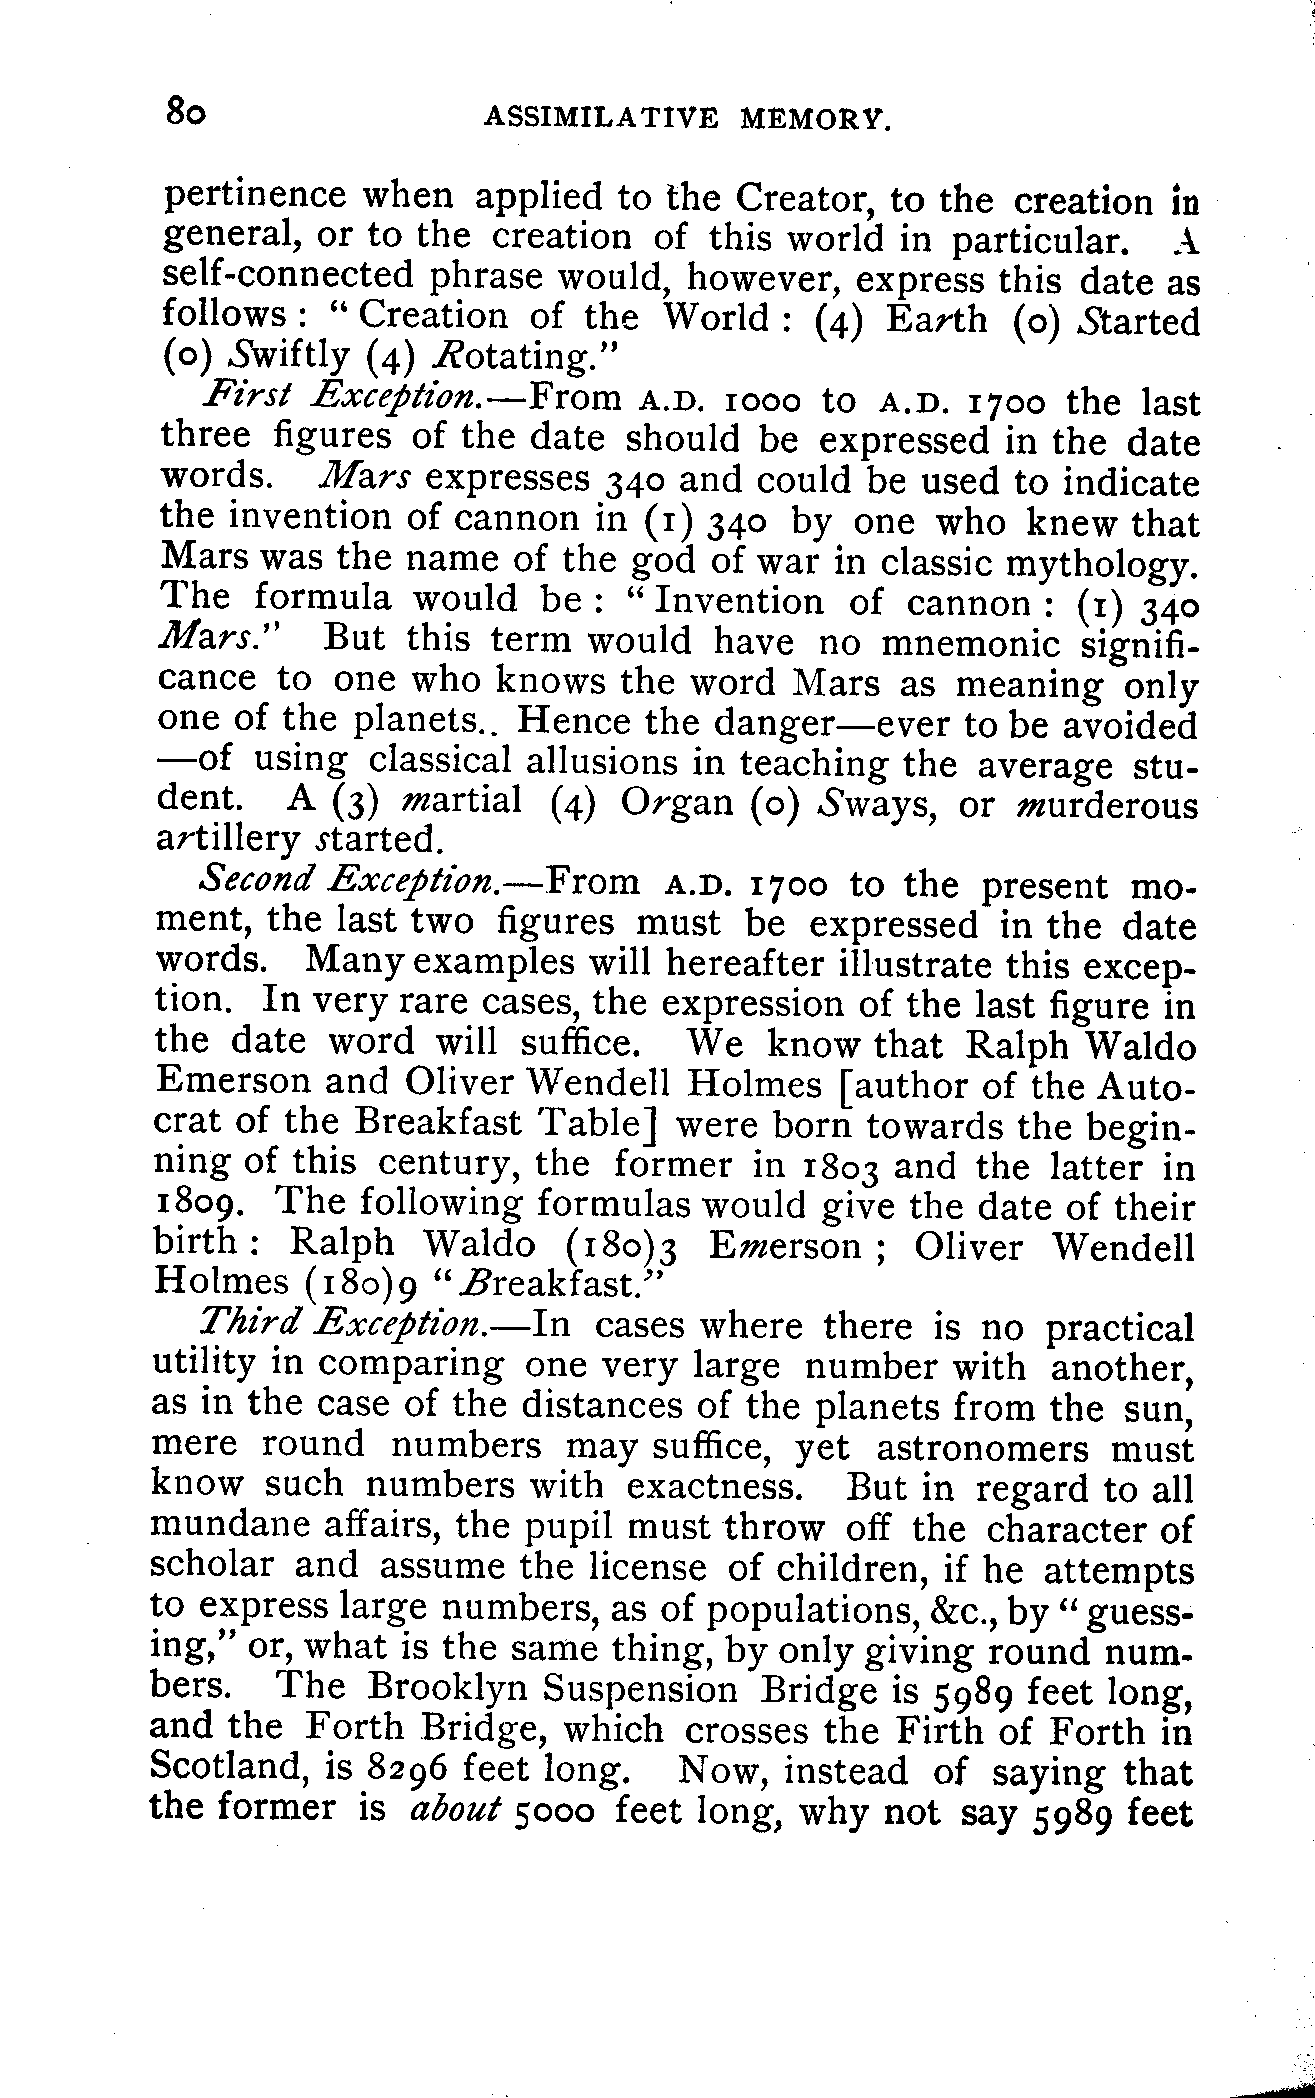 80 ASSIMILATIVE MEMORY.
pertinence when applied to the Creator, to the creation in
general, or to the creation of this world in particular. A
self-connected phrase would, however, express this date as
follows : " Creation of the World : (4) Earth (0) Started
(0) Swiftly (4) Rotating."
First Exception.—From A.D. 1000 to A.D. 1700 the last
three figures of the date should be expressed in the date
words. Mars expresses 340 and could be used to indicate
the invention of cannon in (1) 340 by one who knew that
Mars was the name of the god of war in classic mythology.
The formula would be : " Invention of cannon : (1) 340
Mars." But this term would have no mnemonic signifi-
cance to one who knows the word Mars as meaning only
one of the planets.. Hence the danger—ever to be avoided
—of using classical allusions in teaching the average stu-
dent. A (3) martial (4) Organ (0) Sways, or murderous
artillery started.
Second Exception.—From A.D. 1700 to the present mo-
ment, the last two figures must be expressed in the date
words. Many examples will hereafter illustrate this excep-
tion. In very rare cases, the expression of the last figure in
the date word will suffice. We know that Ralph Waldo
Emerson and Oliver Wendell Holmes [author of the Auto-
crat of the Breakfast Table] were born towards the begin-
ning of this century, the former in 1803 and the latter in
1809. The following formulas would give the date of their
birth : Ralph Waldo (180)3 Emerson ; Oliver Wendell
Holmes (180)9 " Breakfast."
Third Exception.—In cases where there is no practical
utility in comparing one very large number with another,
as in the case of the distances of the planets from the sun,
mere round numbers may suffice, yet astronomers must
know such numbers with exactness. But in regard to all
mundane affairs, the pupil must throw off the character of
scholar and assume the license of children, if he attempts
to express large numbers, as of populations, &c., by " guess-
ing," or, what is the same thing, by only giving round num-
bers. The Brooklyn Suspension Bridge is 5989 feet long,
and the Forth Bridge, which crosses the Firth of Forth in
Scotland, is 8296 feet long. Now, instead of saying that
the former is about 5000 feet long, why not say 5989 feet